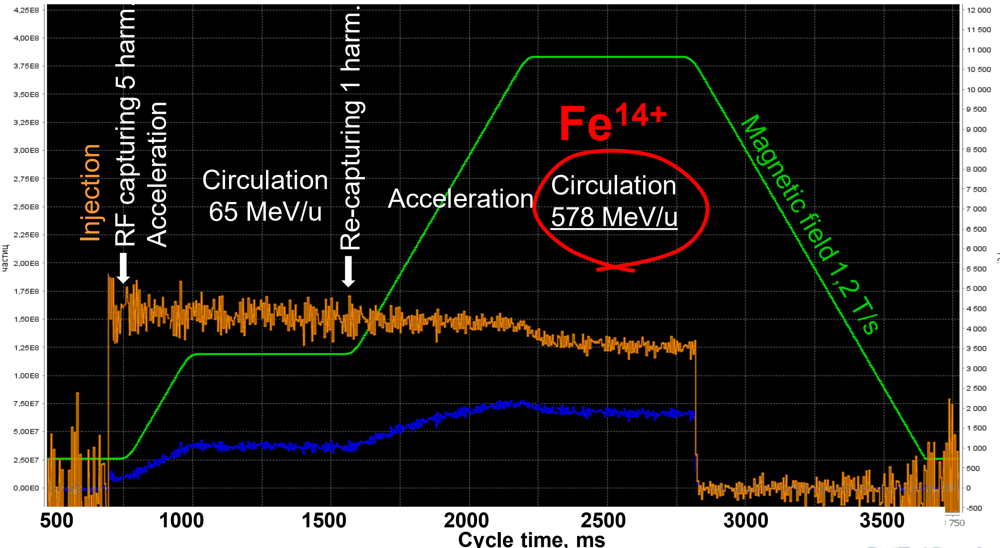 4,25E8
4,00E8
3,75E8
3,50E8
3,25E8
3,00E8
2,75E8
2,50E8
2,25E8
2,00E8
1,75E8
1,50E8
1,25E8
1,00E8
7,50E7
5,00E7
2,50E7
0,00E0
частиц
Injection
RF capturing 5 harm.
Acceleration
Circulation
65 MeV/u
Re-capturing 1 harm.
Acceleration
Fe¹⁴⁺
Circulation
578 MeV/u
Magnetic field 1,2 T/s
12 000
11 500
11 000
10 500
10 000
9 500
9 000
8 500
8 000
7 500
7 000
6 500
6 000
5 500
5 000
4 500
4 000
3 500
3 000
2 500
2 000
1 500
1 000
500
0
-500
500 1000 1500 2000 2500 3000 3500
750
Cycle time, ms